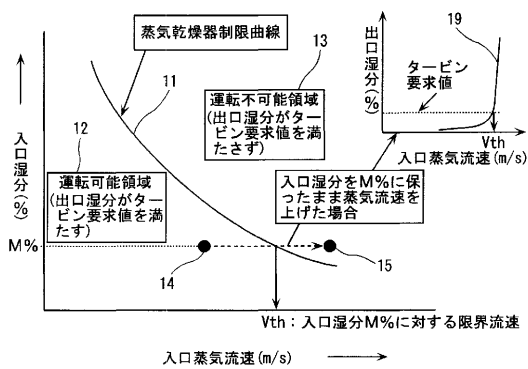 蒸気乾燥器制限曲線
13
11
運転不可能領域
(出口湿分がター
ビン要求値を満
たさず)
12
運転可能領域
(出口湿分がター
ビン要求値を満
たす)
入口湿分(%)
M%
14
15
入口湿分をM%に保
ったまま蒸気流速を
上げた場合
Vth:入口湿分M%に対する限界流速
入口蒸気流速(m/s)
19
出口湿分(%)
タービン
要求値
Vth
入口蒸気流速(m/s)